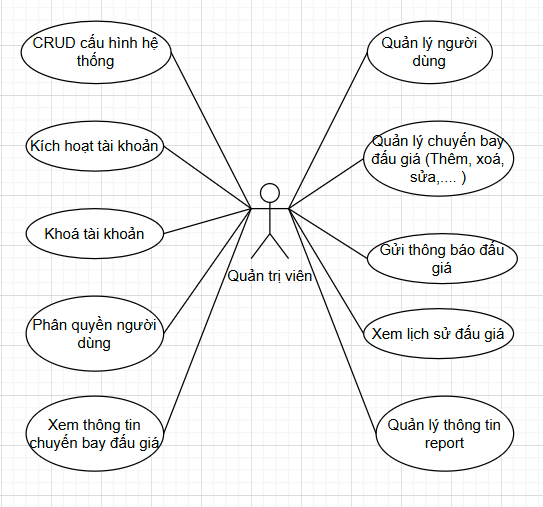 CRUD cấu hình hệ
thống
Kích hoạt tài khoản
Khoá tài khoản
Phân quyền người
dùng
Xem thông tin
chuyến bay đấu giá
Quản trị viên
Quản lý người
dùng
Quản lý chuyến bay
đấu giá (Thêm, xoá,
sửa,.... )
Gửi thông báo đấu
giá
Xem lịch sử đấu giá
Quản lý thông tin
report